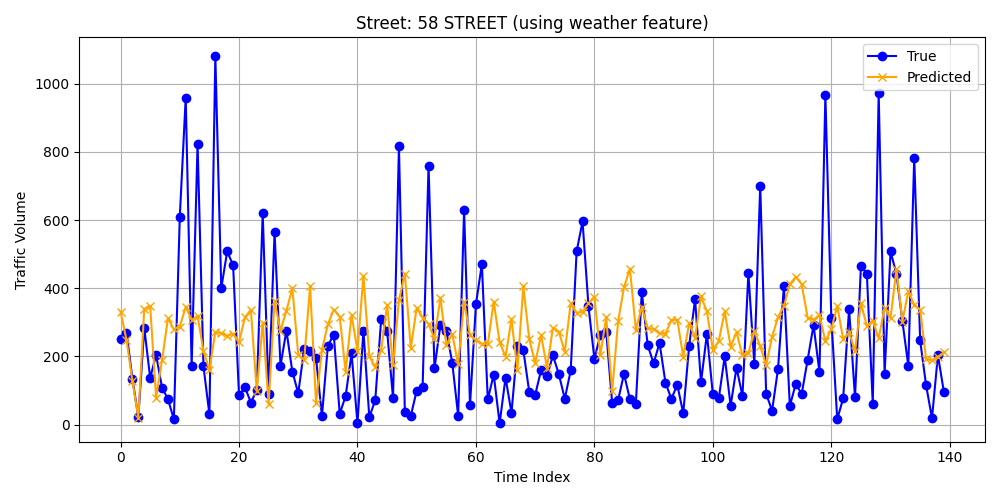 Street: 58 STREET (using weather feature)
True
Predicted
Traffic Volume
1000
800
600
400
200
0
0 20 40 60 80 100 120 140
Time Index